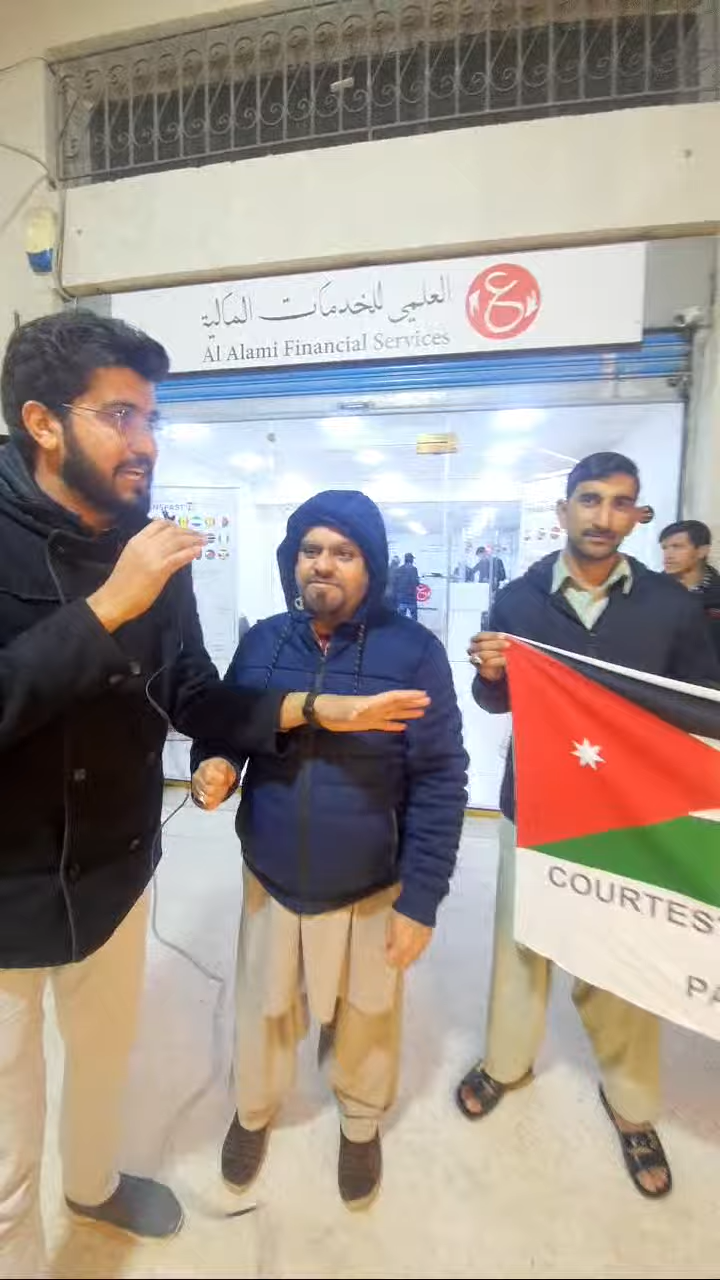 العلمي للخدمات المالية
Al Alami Financial Services
ع
COURTES
PA